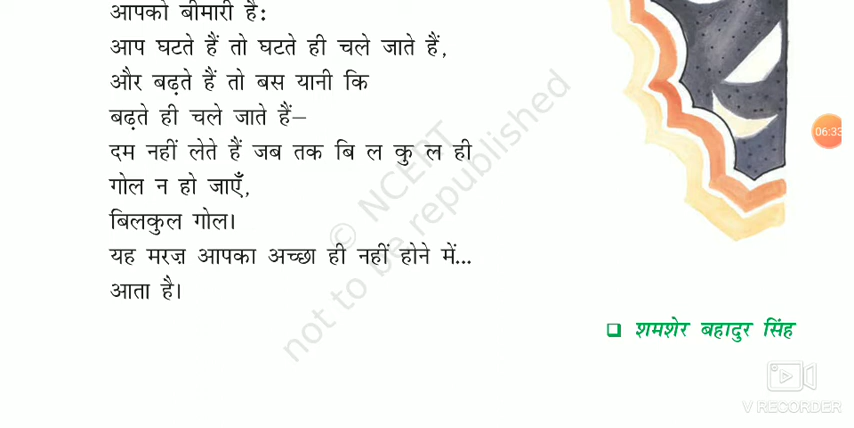 आपको बीमारी है:
आप घटते हैं तो घटते ही चले जाते हैं,
और बढ़ते हैं तो बस यानी कि
बढ़ते ही चले जाते हैं–
दम नहीं लेते हैं जब तक बि ल कु ल ही
गोल न हो जाएँ,
बिलकुल गोल।
यह मरज़ आपका अच्छा ही नहीं होने में...
आता है।
❑ शमशेर बहादुर सिंह
© NCERT
not to be republished
06:33
V RECORDER